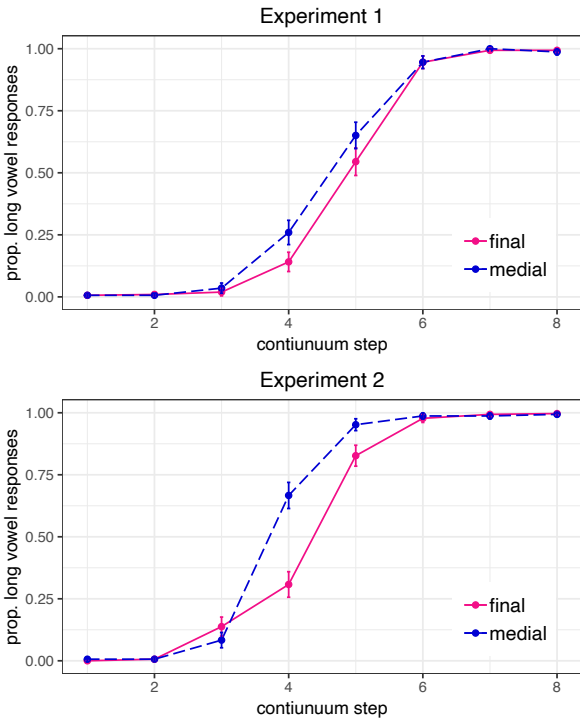 Experiment 1
prop. long vowel responses
1.00
0.75
0.50
0.25
0.00
final
medial
2 4 6 8
contiunuum step
Experiment 2
prop. long vowel responses
1.00
0.75
0.50
0.25
0.00
final
medial
2 4 6 8
contiunuum step